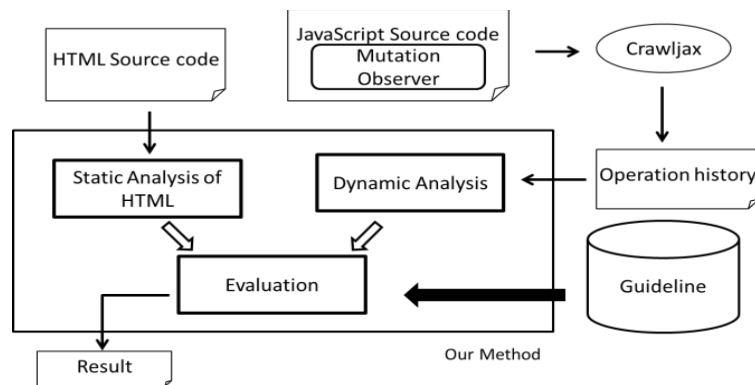 JavaScript Source code
Mutation
Observer
HTML Source code
Crawljax
Static Analysis of
HTML
Dynamic Analysis
Operation history
Evaluation
Guideline
Our Method
Result